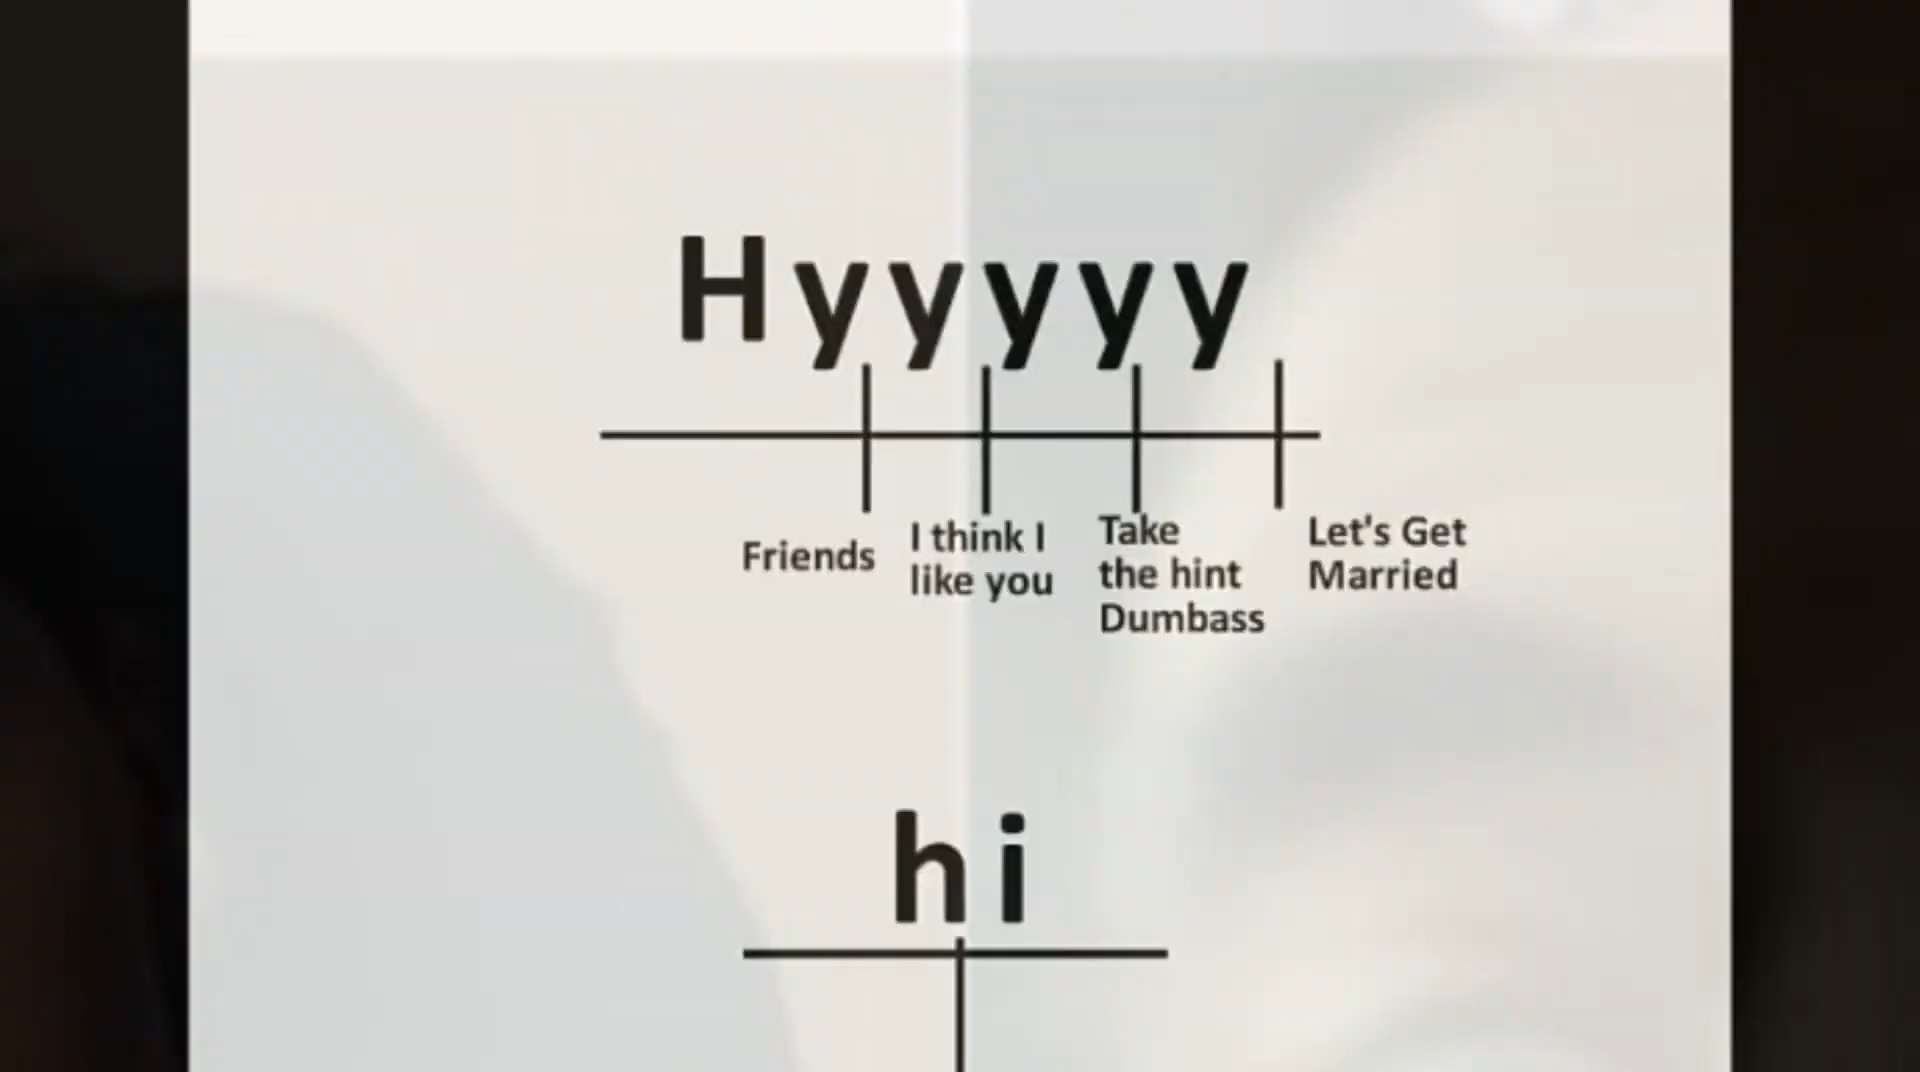 Hyyyyy
Friends
I think I
like you
Take
the hint
Dumbass
Let's Get
Married
hi